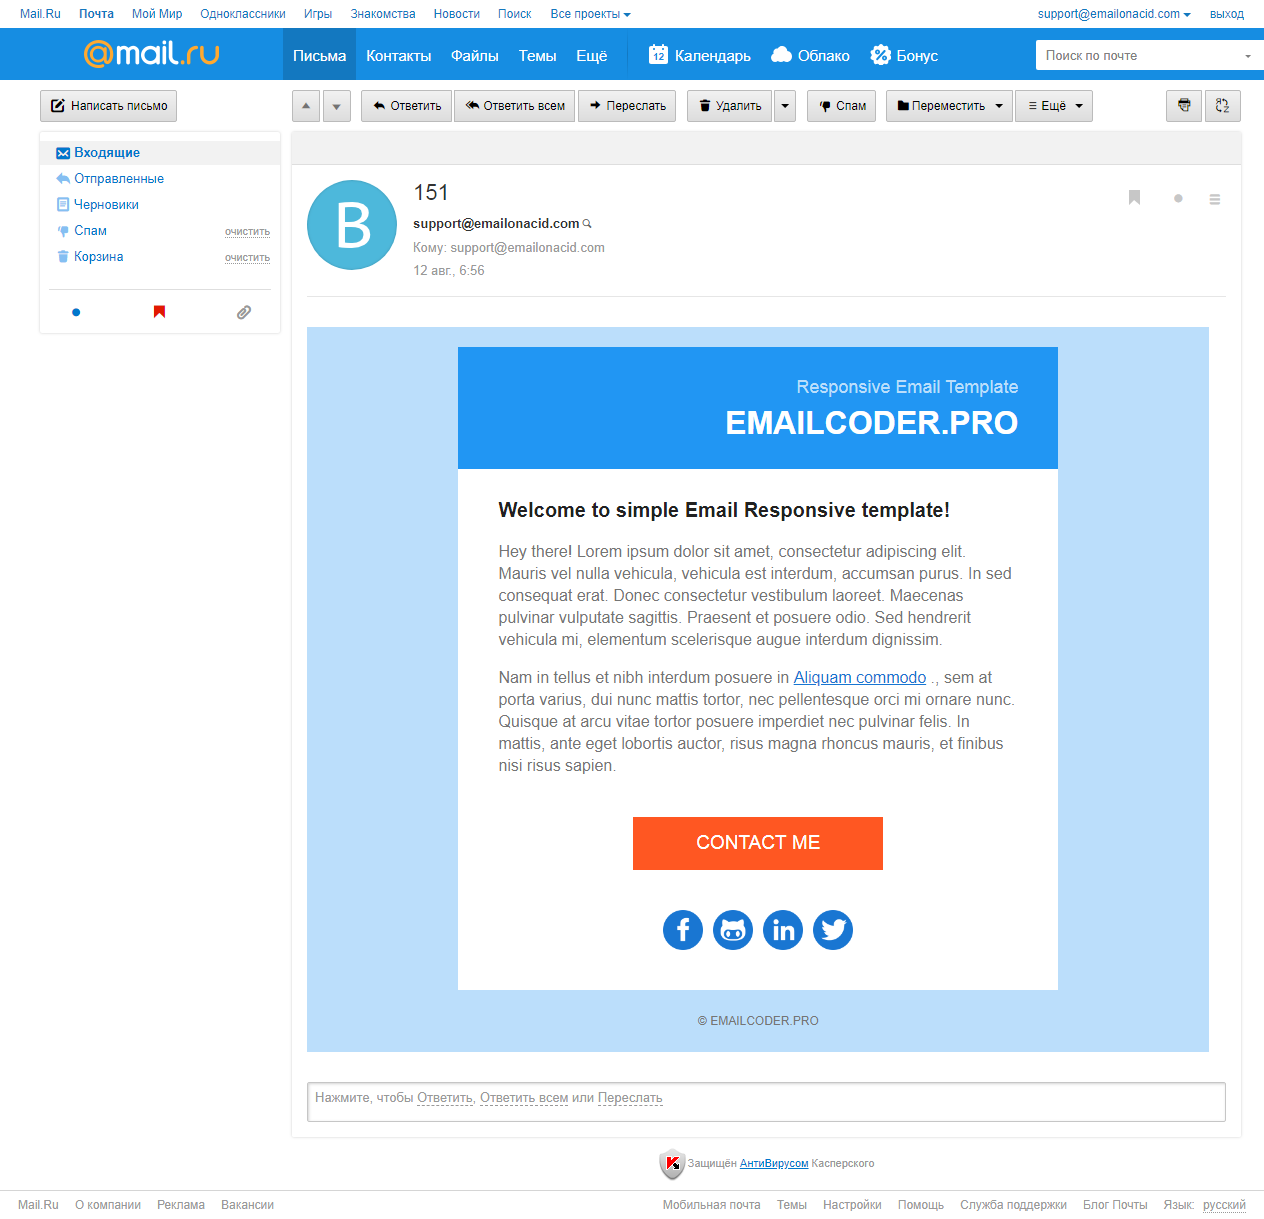 Mail.Ru Почта Мой Мир Одноклассники Игры Знакомства Новости Поиск Все проекты support@emailonacid.com выход
@mail.ru Письма Контакты Файлы Темы Ещё 12 Календарь Облако Бонус Поиск по почте
Написать письмо Ответить Ответить всем Переслать Удалить Спам Переместить Ещё
Входящие
Отправленные
Черновики
Спам очистить
Корзина очистить
B
151
support@emailonacid.com
Кому: support@emailonacid.com
12 авг., 6:56
Responsive Email Template
EMAILCODER.PRO
Welcome to simple Email Responsive template!
Hey there! Lorem ipsum dolor sit amet, consectetur adipiscing elit.
Mauris vel nulla vehicula, vehicula est interdum, accumsan purus. In sed
consequat erat. Donec consectetur vestibulum laoreet. Maecenas
pulvinar vulputate sagittis. Praesent et posuere odio. Sed hendrerit
vehicula mi, elementum scelerisque augue interdum dignissim.
Nam in tellus et nibh interdum posuere in Aliquam commodo ., sem at
porta varius, dui nunc mattis tortor, nec pellentesque orci mi ornare nunc.
Quisque at arcu vitae tortor posuere imperdiet nec pulvinar felis. In
mattis, ante eget lobortis auctor, risus magna rhoncus mauris, et finibus
nisi risus sapien.
CONTACT ME
© EMAILCODER.PRO
Нажмите, чтобы Ответить, Ответить всем или Переслать
Защищён АнтиВирусом Касперского
Mail.Ru О компании Реклама Вакансии Мобильная почта Темы Настройки Помощь Служба поддержки Блог Почты Язык: русский